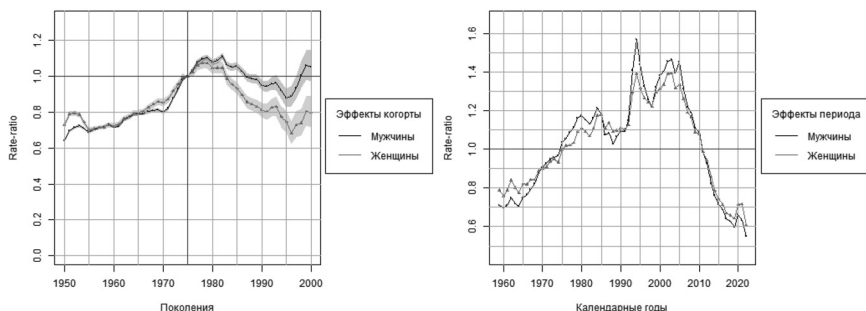 Rate-ratio
1.2
1.0
0.8
0.6
0.4
0.2
0.0
1950 1960 1970 1980 1990 2000
Поколения
Эффекты когорты
Мужчины
Женщины
Rate-ratio
1.6
1.4
1.2
1.0
0.8
0.6
1960 1970 1980 1990 2000 2010 2020
Календарные годы
Эффекты периода
Мужчины
Женщины